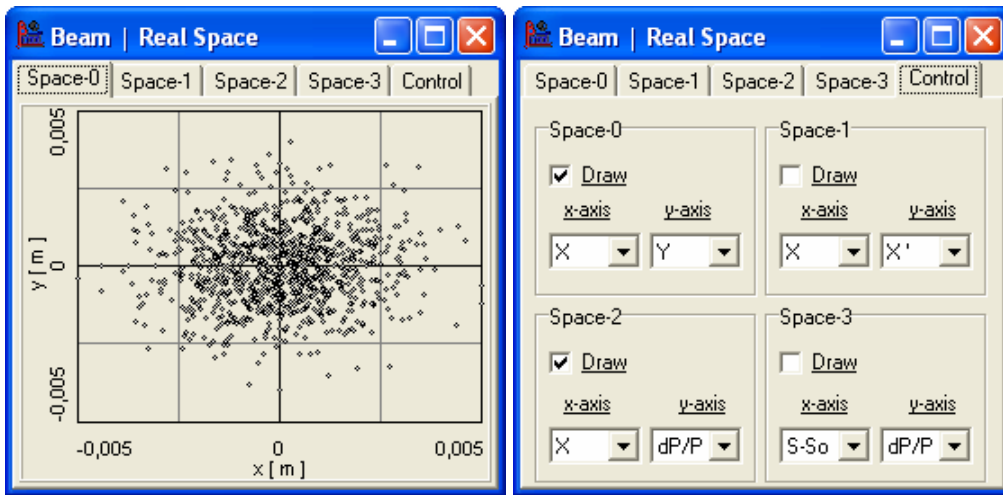 Beam | Real Space
Space-0 Space-1 Space-2 Space-3 Control
0,005
y [ m ]
0
-0,005
-0,005 0 0,005
x [ m ]
Beam | Real Space
Space-0 Space-1 Space-2 Space-3 Control
Space-0
Draw
x-axis y-axis
X Y
Space-1
Draw
x-axis y-axis
X X'
Space-2
Draw
x-axis y-axis
X dP/P
Space-3
Draw
x-axis y-axis
S-So dP/P